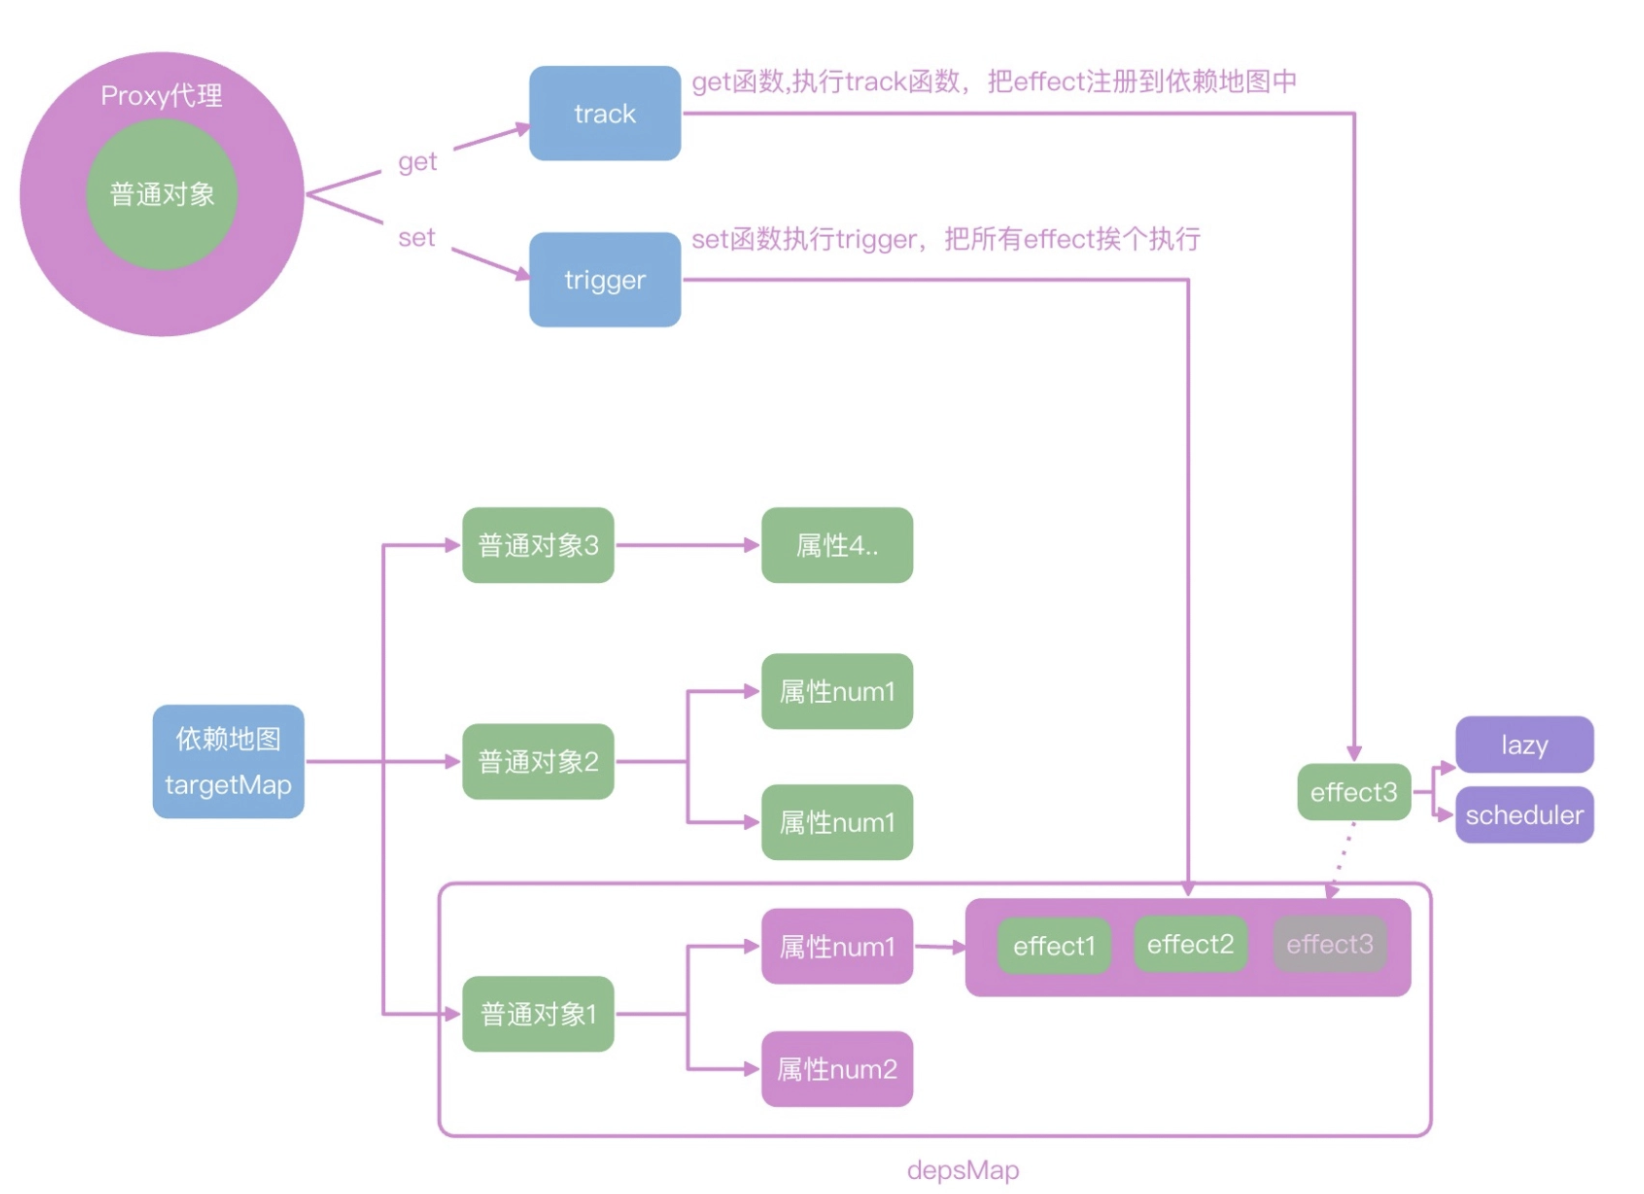 Proxy代理
普通对象
get
set
track
get函数,执行track函数，把effect注册到依赖地图中
trigger
set函数执行trigger，把所有effect挨个执行
依赖地图
targetMap
普通对象3
属性4..
普通对象2
属性num1
属性num1
普通对象1
属性num1
属性num2
effect1
effect2
effect3
effect3
lazy
scheduler
depsMap